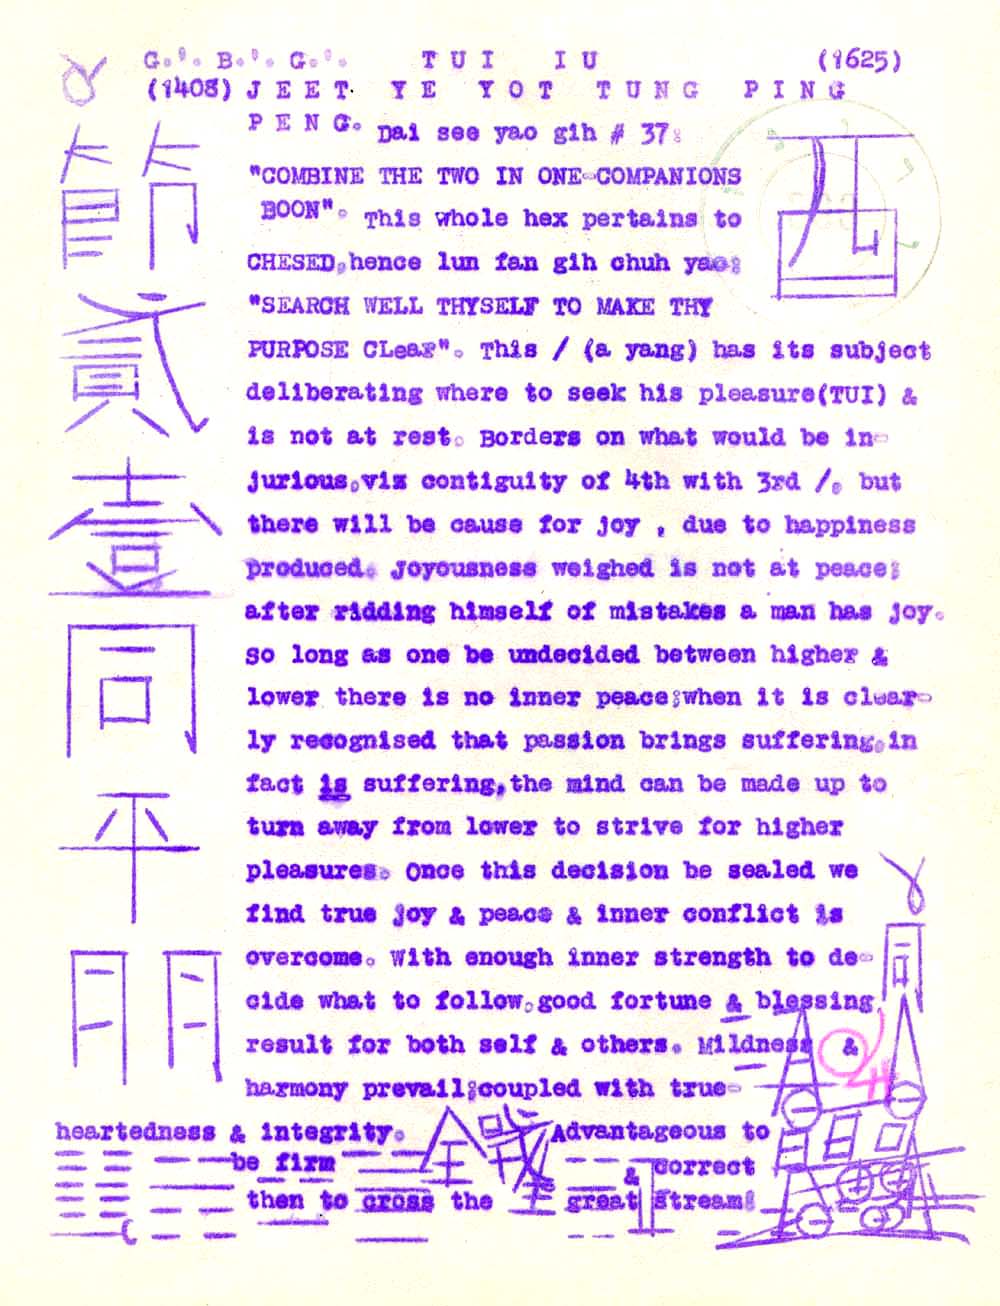 G.'. B.'. G.'. TUI IU (1625)
(1408) JEET YE YOT TUNG PING
PENG. Dai see yao gih # 37:
"COMBINE THE TWO IN ONE-COMPANIONS
BOON". This whole hex pertains to
CHESED, hence lun fan gih chuh yao:
"SEARCH WELL THYSELF TO MAKE THY
PURPOSE CLear". This / (a yang) has its subject
deliberating where to seek his pleasure(TUI) &
is not at rest. Borders on what would be in-
jurious, viz contiguity of 4th with 3rd /. but
there will be cause for joy , due to happiness
produced. Joyousness weighed is not at peace;
after ridding himself of mistakes a man has joy.
So long as one be undecided between higher &
lower there is no inner peace;when it is clear-
ly recognised that passion brings suffering,in
fact is suffering,the mind can be made up to
turn away from lower to strive for higher
pleasures. Once this decision be sealed we
find true joy & peace & inner conflict is
overcome. With enough inner strength to de-
cide what to follow,good fortune & blessing
result for both self & others. Mildness &
harmony prevail;coupled with true-
heartedness & integrity. Advantageous to
be firm & correct
then to cross the great stream!
節
貳
壹
同
平
朋
兌
全